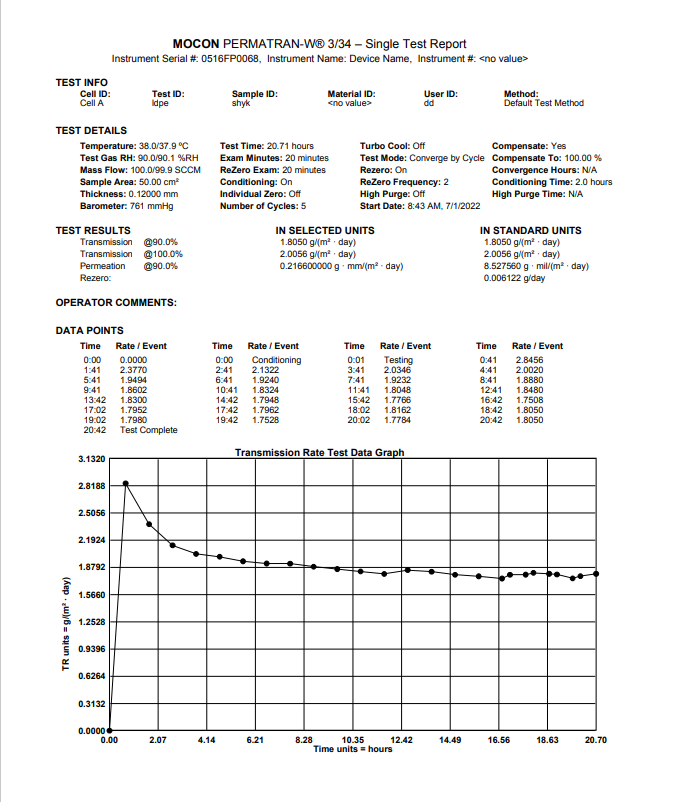 MOCON PERMATRAN-W® 3/34 – Single Test Report
Instrument Serial #: 0516FP0068, Instrument Name: Device Name, Instrument #: <no value>
TEST INFO
Cell ID: Test ID: Sample ID: Material ID: User ID: Method:
Cell A ldpe shyk <no value> dd Default Test Method
TEST DETAILS
Temperature: 38.0/37.9 ºC Test Time: 20.71 hours Turbo Cool: Off Compensate: Yes
Test Gas RH: 90.0/90.1 %RH Exam Minutes: 20 minutes Test Mode: Converge by Cycle Compensate To: 100.00 %
Mass Flow: 100.0/99.9 SCCM ReZero Exam: 20 minutes Rezero: On Convergence Hours: N/A
Sample Area: 50.00 cm² Conditioning: On ReZero Frequency: 2 Conditioning Time: 2.0 hours
Thickness: 0.12000 mm Individual Zero: Off High Purge: Off High Purge Time: N/A
Barometer: 761 mmHg Number of Cycles: 5 Start Date: 8:43 AM, 7/1/2022
TEST RESULTS IN SELECTED UNITS IN STANDARD UNITS
Transmission @90.0% 1.8050 g/(m² · day) 1.8050 g/(m² · day)
Transmission @100.0% 2.0056 g/(m² · day) 2.0056 g/(m² · day)
Permeation @90.0% 0.216600000 g · mm/(m² · day) 8.527560 g · mil/(m² · day)
Rezero: 0.006122 g/day
OPERATOR COMMENTS:
DATA POINTS
Time Rate / Event Time Rate / Event Time Rate / Event Time Rate / Event
0:00 0.0000 0:00 Conditioning 0:01 Testing 0:41 2.8456
1:41 2.3770 2:41 2.1322 3:41 2.0346 4:41 2.0020
5:41 1.9494 6:41 1.9240 7:41 1.9232 8:41 1.8880
9:41 1.8602 10:41 1.8324 11:41 1.8048 12:41 1.8480
13:42 1.8300 14:42 1.7948 15:42 1.7766 16:42 1.7508
17:02 1.7952 17:42 1.7962 18:02 1.8162 18:42 1.8050
19:02 1.7980 19:42 1.7528 20:02 1.7784 20:42 1.8050
20:42 Test Complete
Transmission Rate Test Data Graph
3.1320
2.8188
2.5056
2.1924
1.8792
1.5660
1.2528
0.9396
0.6264
0.3132
0.0000
TR units = g/(m² · day)
0.00 2.07 4.14 6.21 8.28 10.35 12.42 14.49 16.56 18.63 20.70
Time units = hours